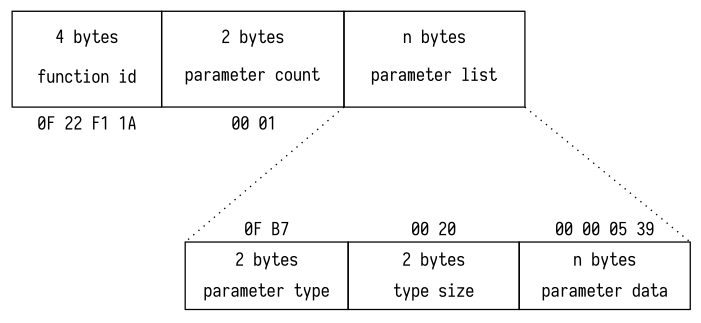 4 bytes 2 bytes n bytes
function id parameter count parameter list
0F 22 F1 1A 00 01
0F B7 00 20 00 00 05 39
2 bytes 2 bytes n bytes
parameter type type size parameter data